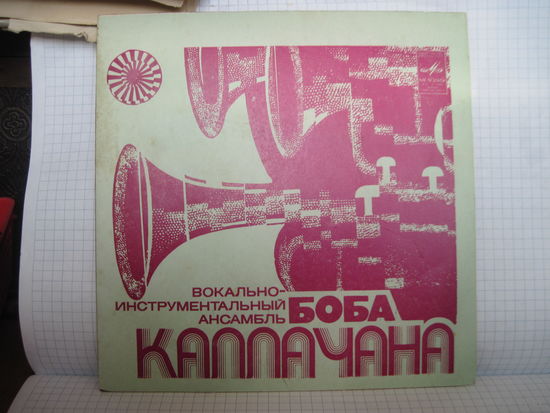 ВОКАЛЬНО-
ИНСТРУМЕНТАЛЬНЫЙ
АНСАМБЛЬ
БОБА
КАЛЛАЧАНА